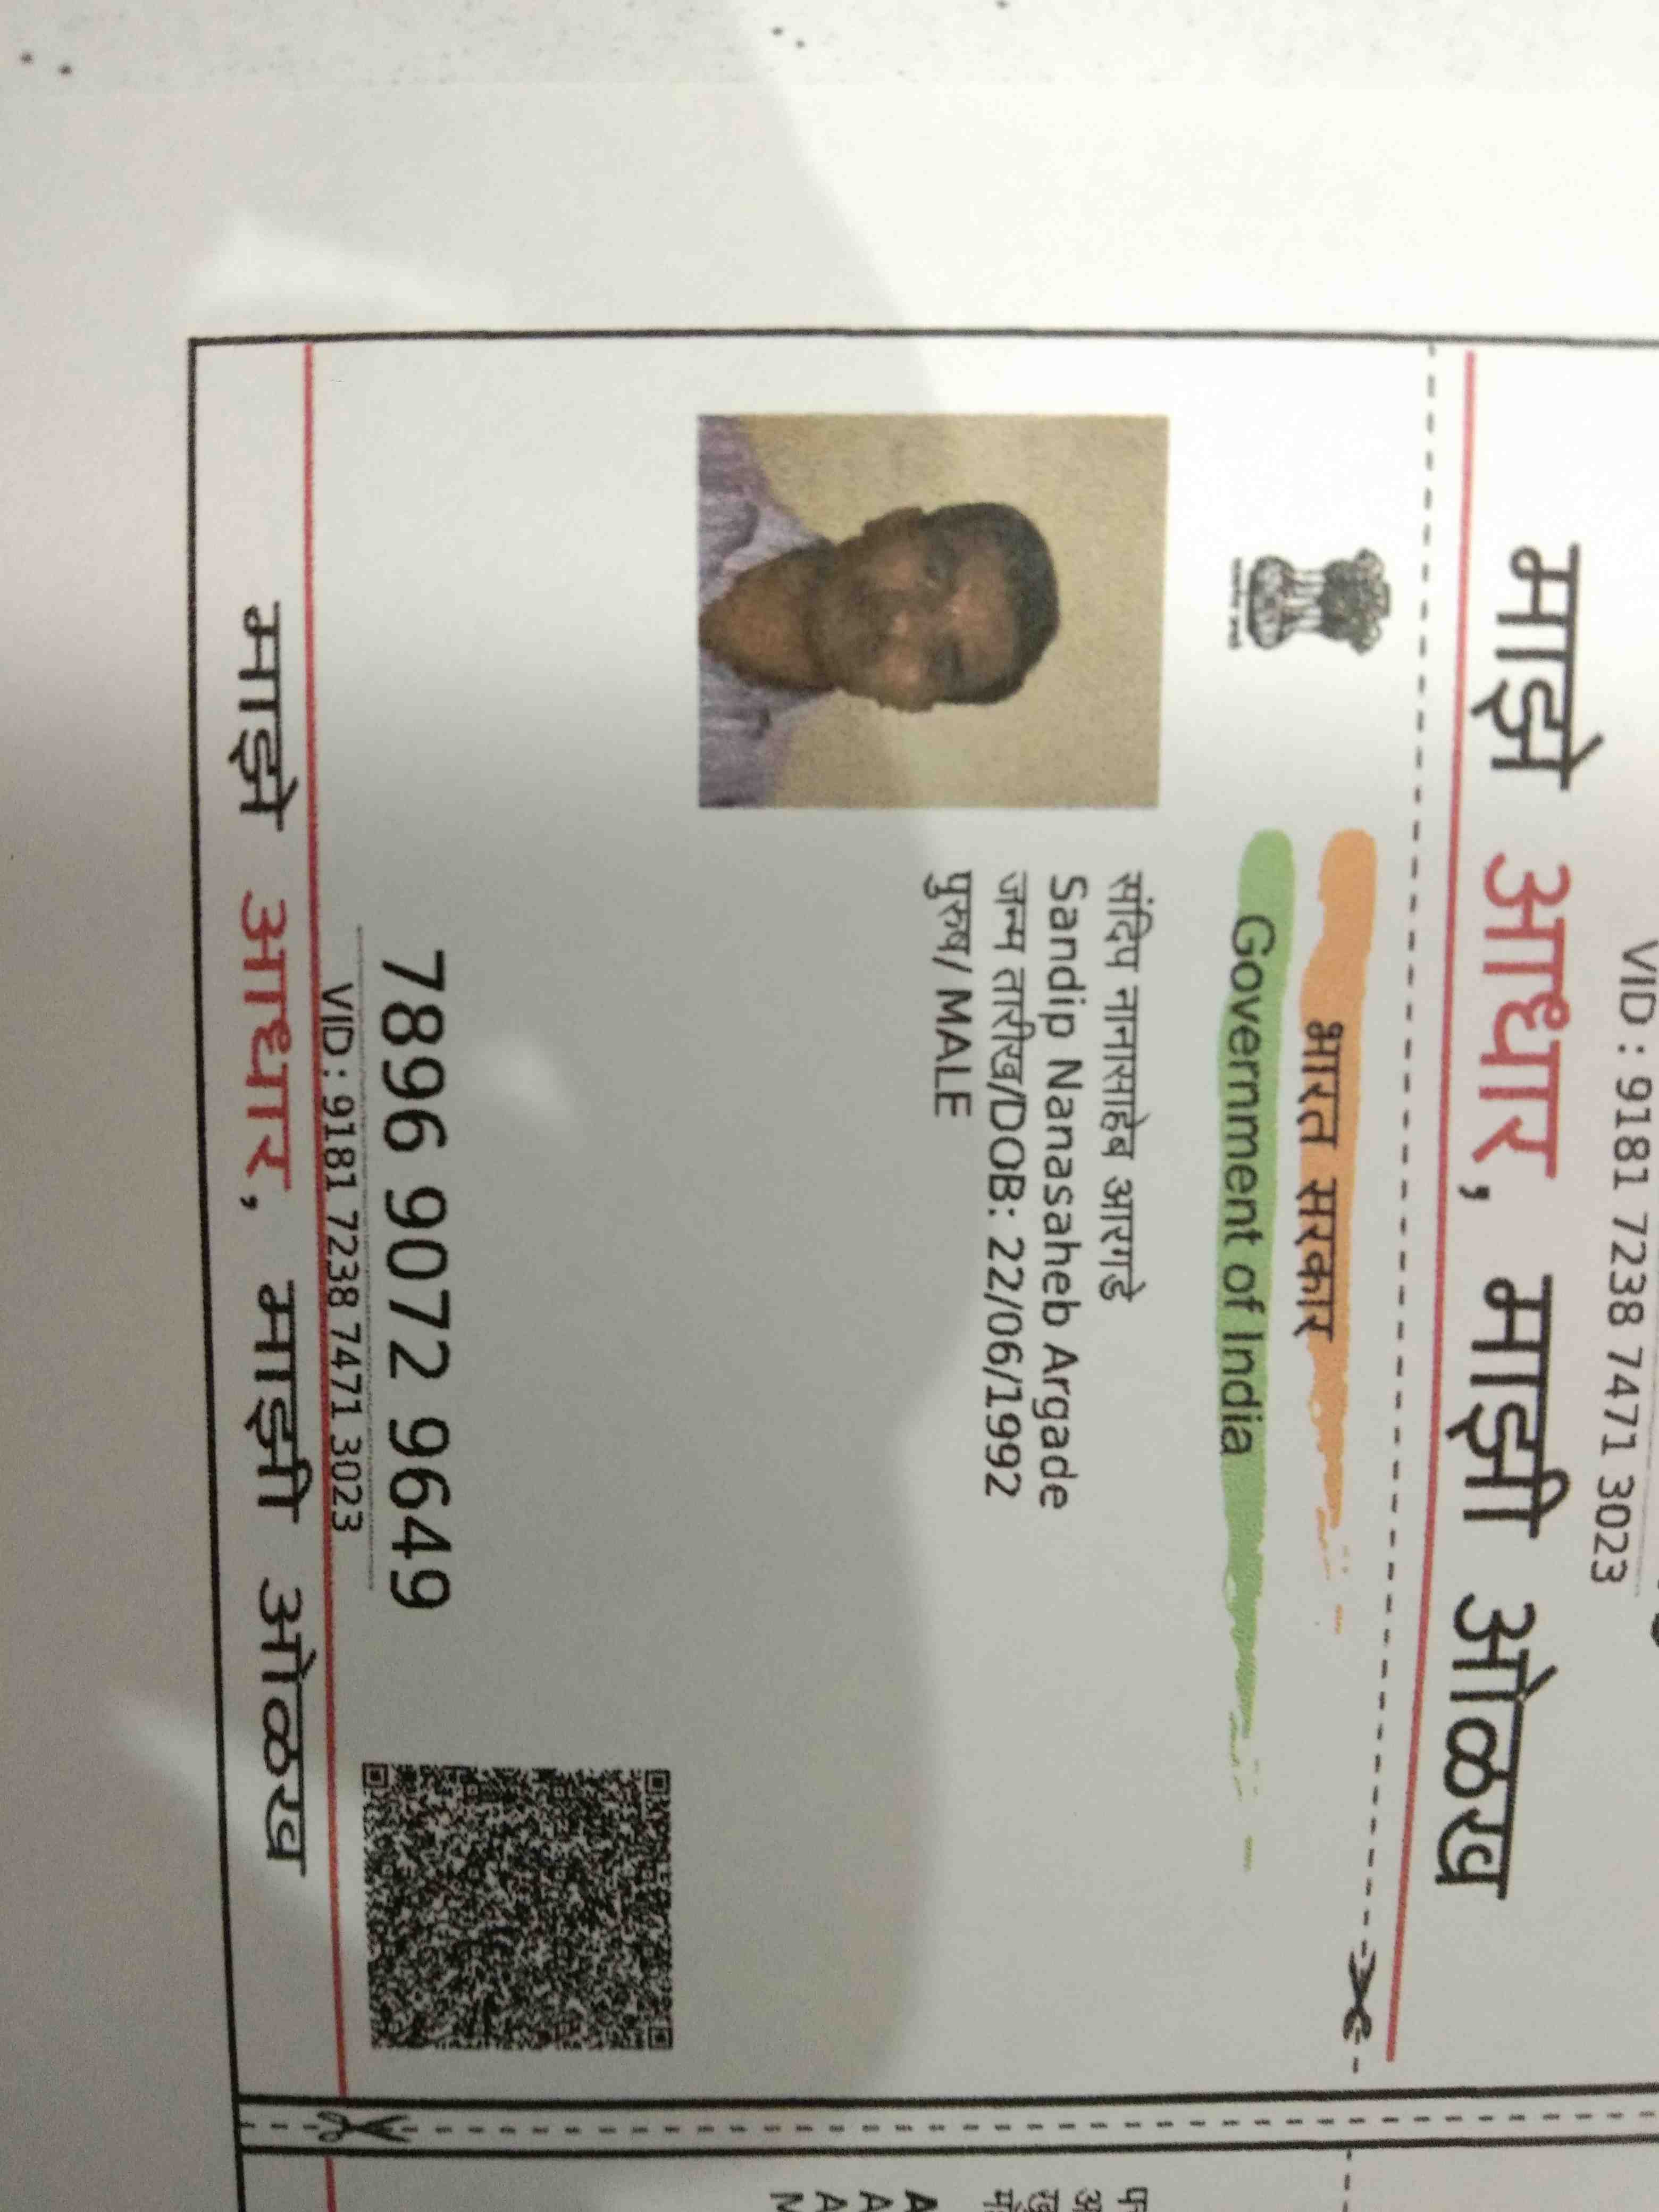 VID : 9181 7238 7471 3023
माझे आधार, माझी ओळख
भारत सरकार
Government of India
संदिप नानासाहेब आरगडे
Sandip Nanasaheb Argade
जन्म तारीख/DOB: 22/06/1992
पुरुष/ MALE
7896 9072 9649
VID : 9181 7238 7471 3023
माझे आधार, माझी ओळख